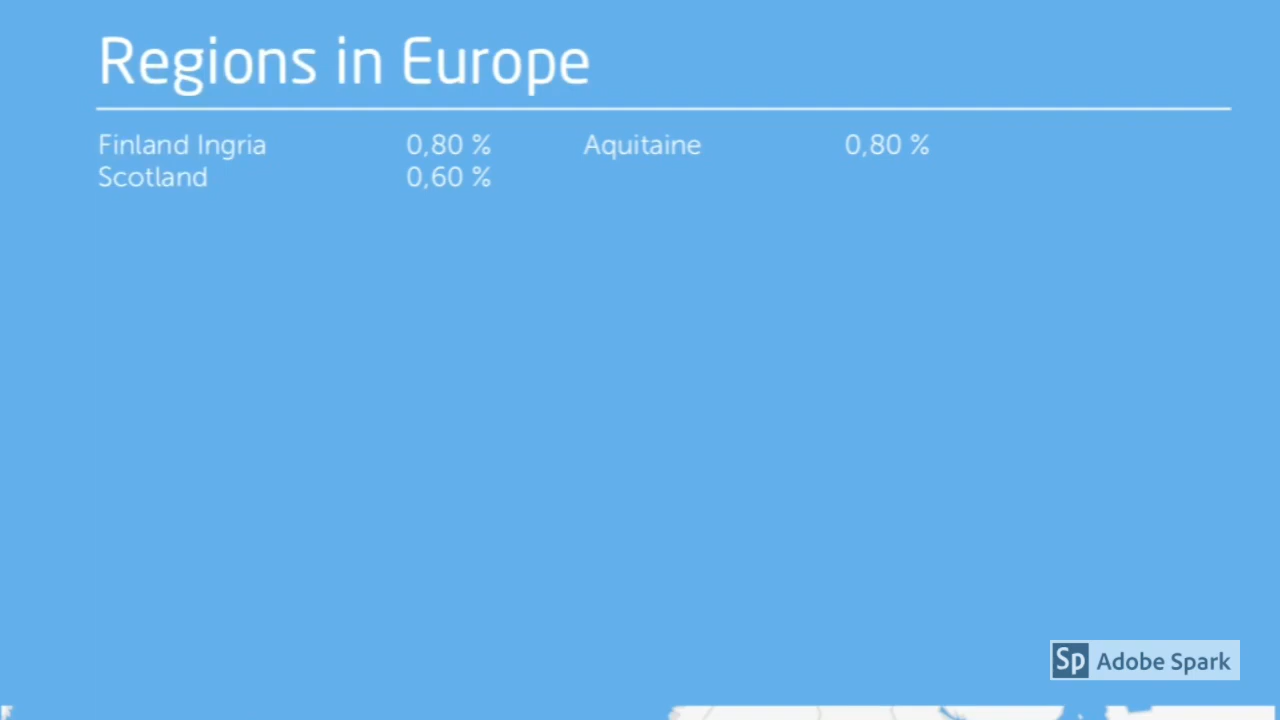 Regions in Europe
Finland Ingria 0,80 % Aquitaine 0,80 %
Scotland 0,60 %
Sp Adobe Spark